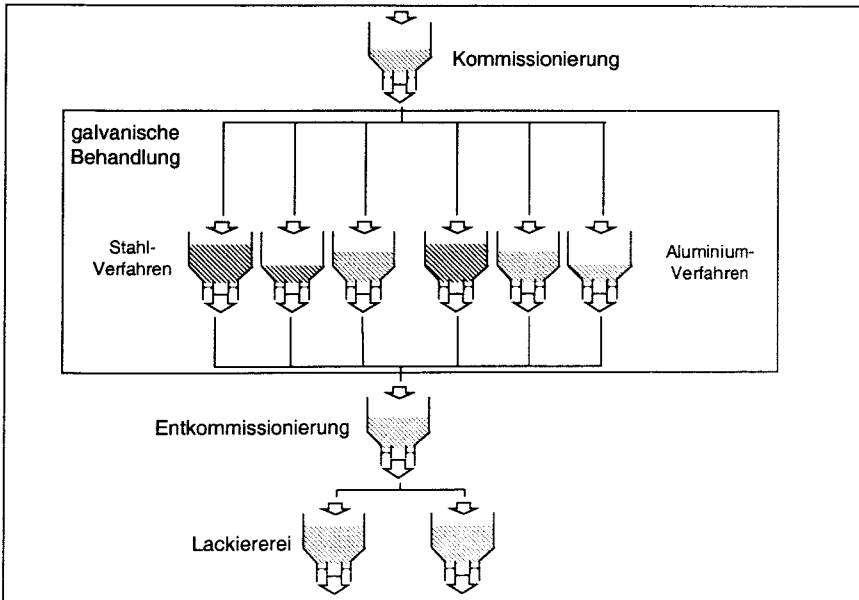 Kommissionierung
galvanische
Behandlung
Stahl-
Verfahren
Aluminium-
Verfahren
Entkommissionierung
Lackiererei